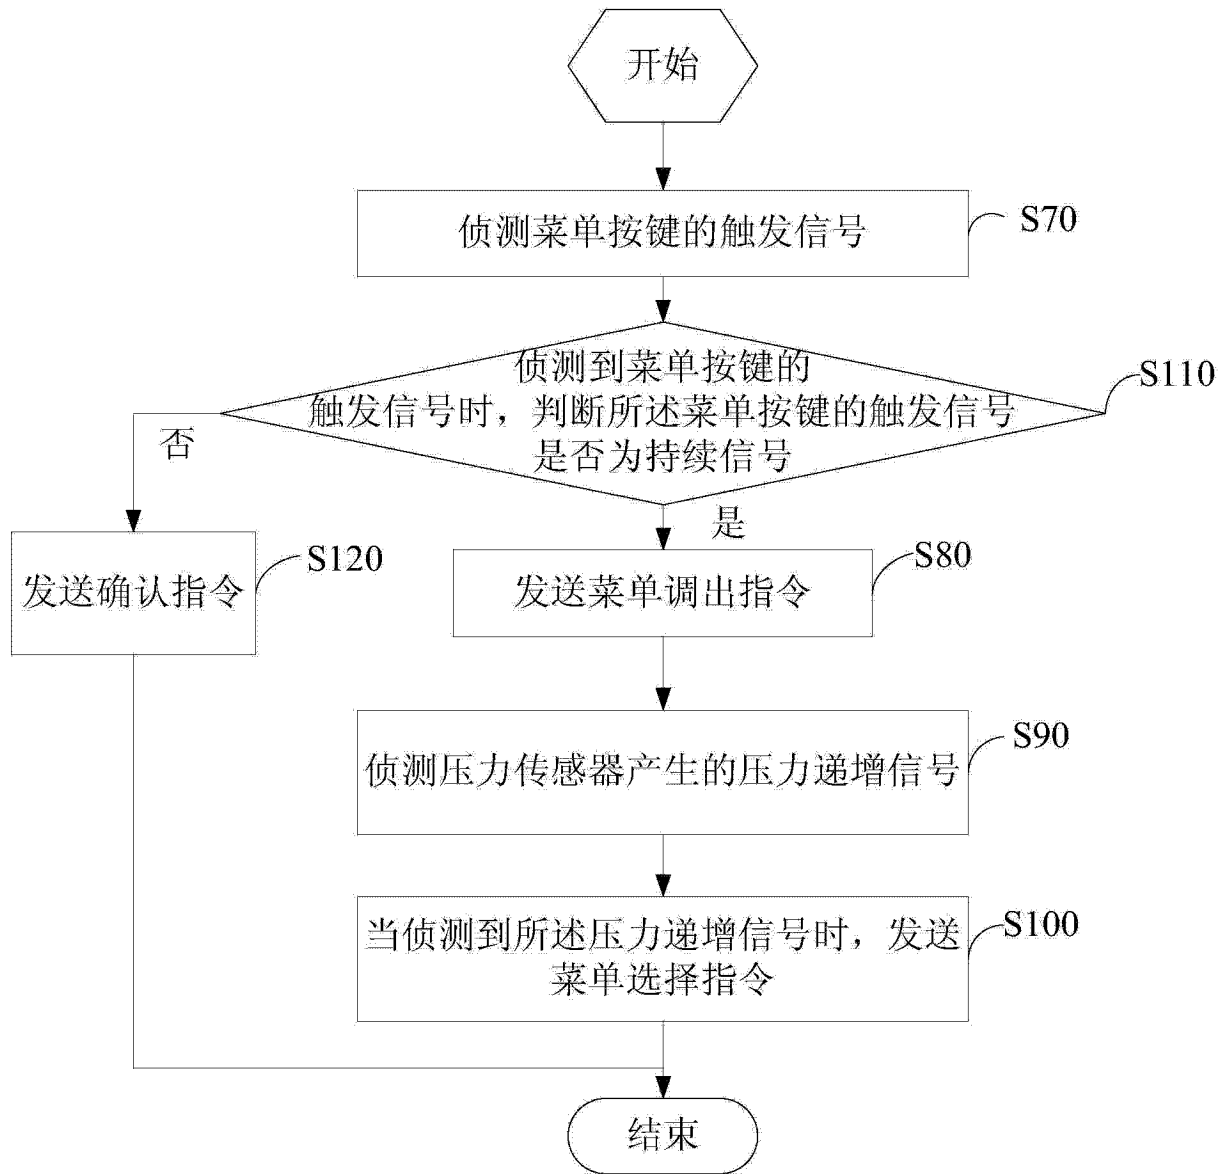 开始
侦测菜单按键的触发信号
S70
侦测到菜单按键的
触发信号时，判断所述菜单按键的触发信号
是否为持续信号
S110
否
是
发送确认指令
S120
发送菜单调出指令
S80
侦测压力传感器产生的压力递增信号
S90
当侦测到所述压力递增信号时，发送
菜单选择指令
S100
结束